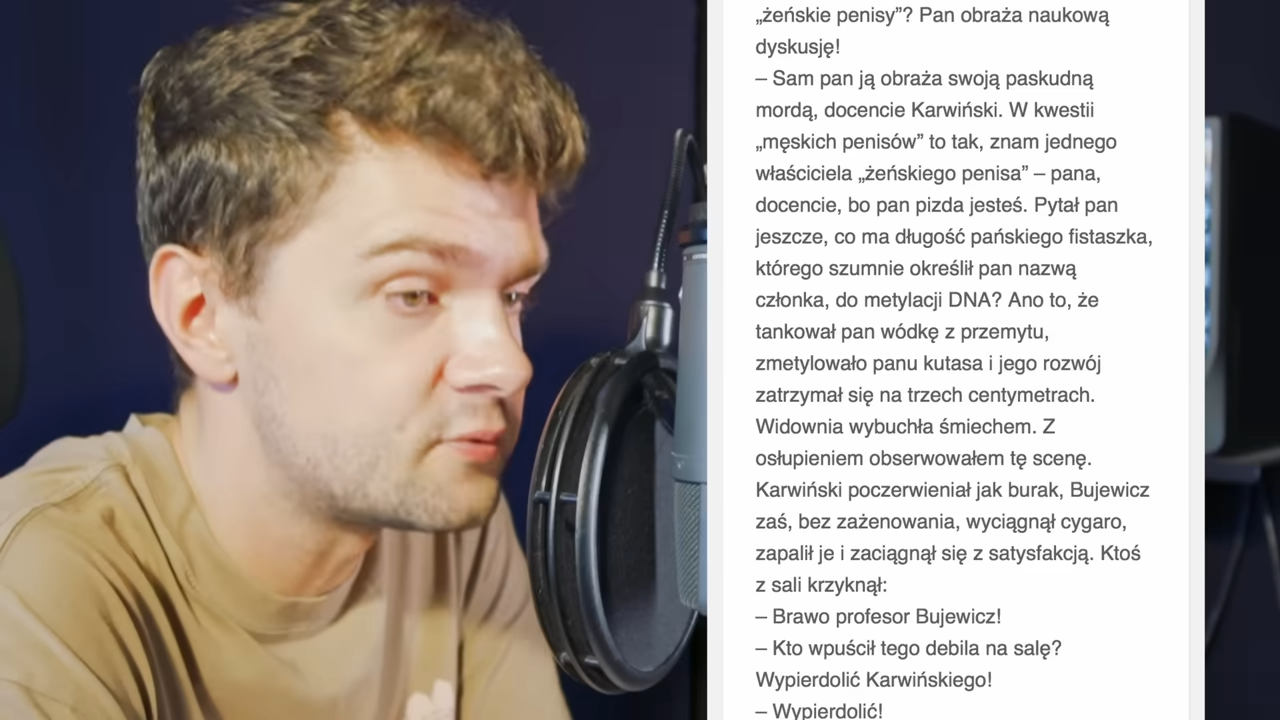 „żeńskie penisy”? Pan obraża naukową
dyskusję!
– Sam pan ją obraża swoją paskudną
mordą, docencie Karwiński. W kwestii
„męskich penisów” to tak, znam jednego
właściciela „żeńskiego penisa” – pana,
docencie, bo pan pizda jesteś. Pytał pan
jeszcze, co ma długość pańskiego fistaszka,
którego szumnie określił pan nazwą
członka, do metylacji DNA? Ano to, że
tankował pan wódkę z przemytu,
zmetylowało panu kutasa i jego rozwój
zatrzymał się na trzech centymetrach.
Widownia wybuchła śmiechem. Z
osłupieniem obserwowałem tę scenę.
Karwiński poczerwieniał jak burak, Bujewicz
zaś, bez zażenowania, wyciągnął cygaro,
zapalił je i zaciągnął się z satysfakcją. Ktoś
z sali krzyknął:
– Brawo profesor Bujewicz!
– Kto wpuścił tego debila na salę?
Wypierdolić Karwińskiego!
– Wypierdolić!